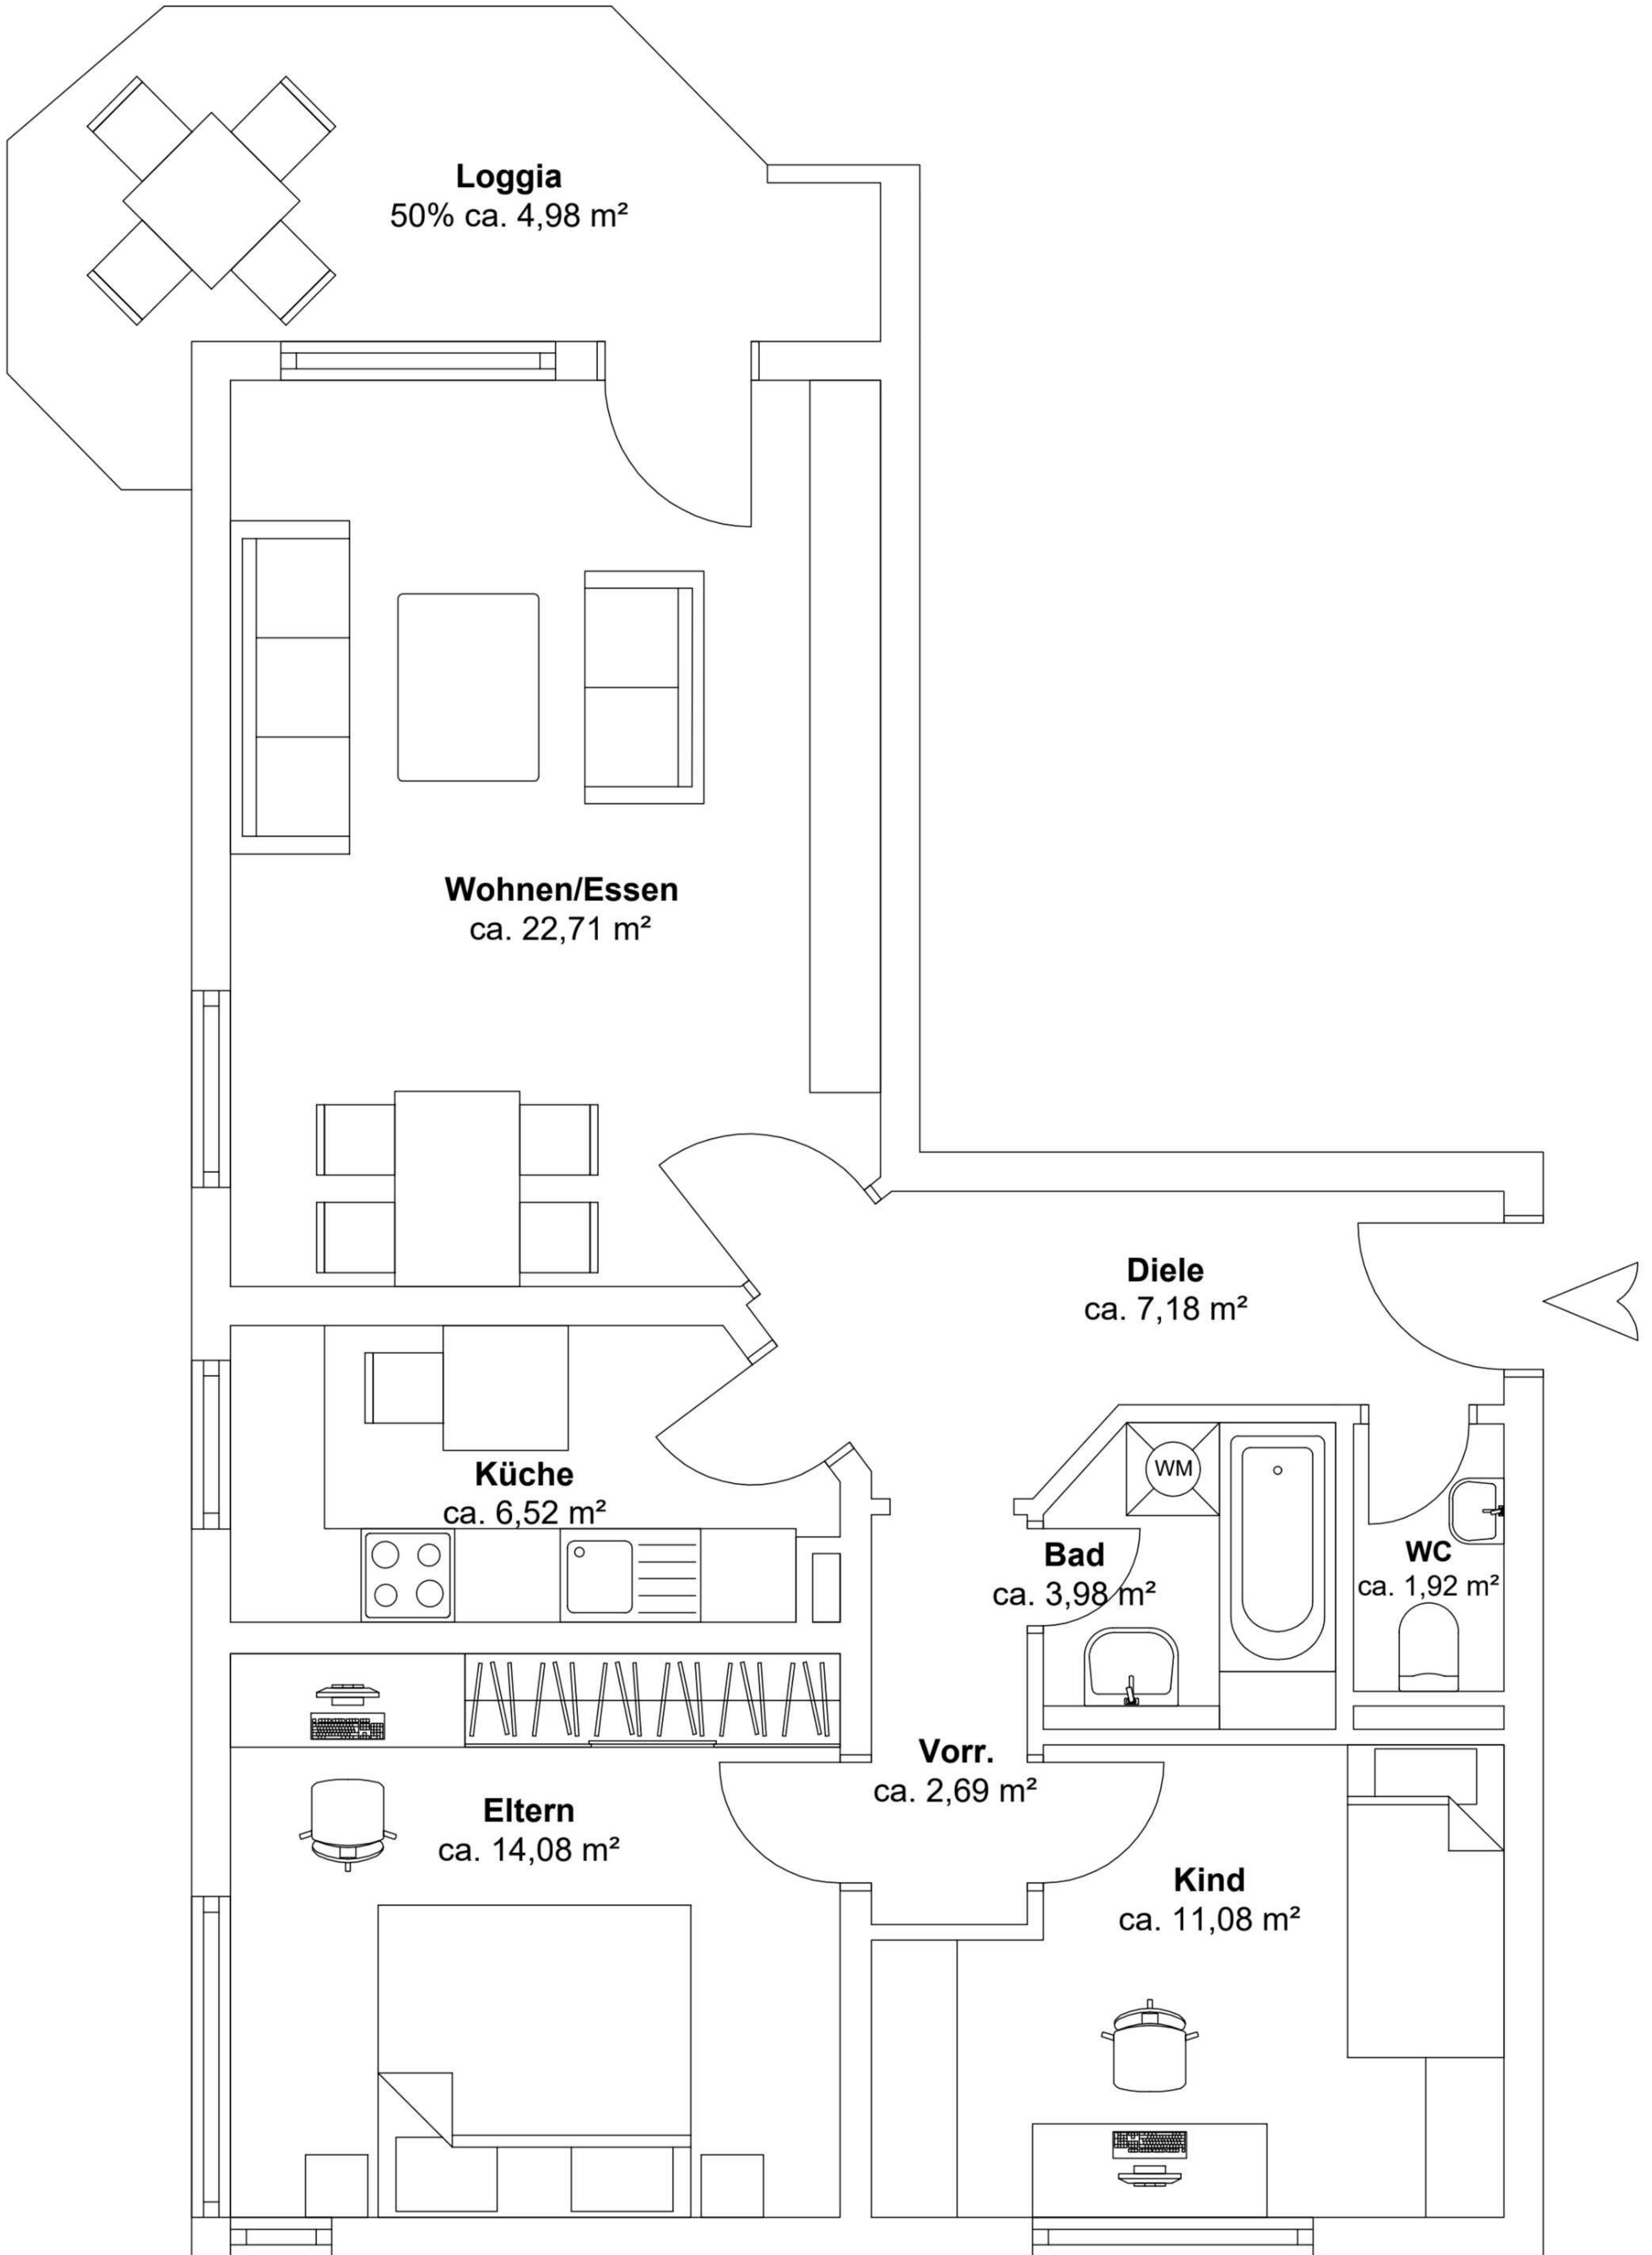 Loggia
50% ca. 4,98 m²
Wohnen/Essen
ca. 22,71 m²
Diele
ca. 7,18 m²
WM
Küche
ca. 6,52 m²
Bad
ca. 3,98 m²
WC
ca. 1,92 m²
Vorr.
ca. 2,69 m²
Eltern
ca. 14,08 m²
Kind
ca. 11,08 m²